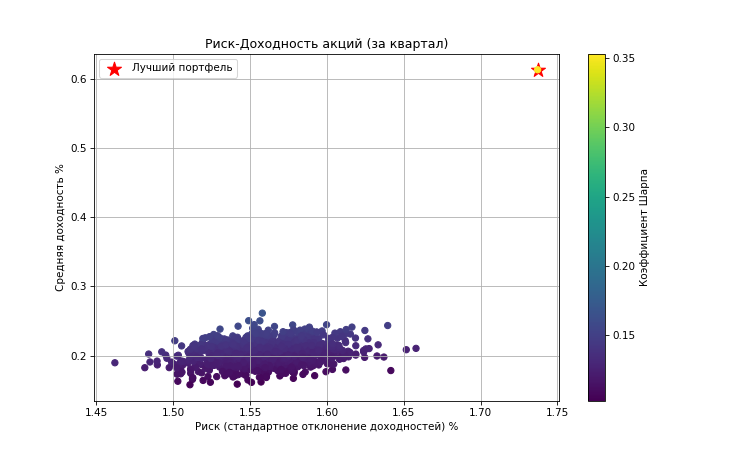 Риск-Доходность акций (за квартал)
Лучший портфель
0.6
0.5
0.4
0.3
0.2
Средняя доходность %
1.45 1.50 1.55 1.60 1.65 1.70 1.75
Риск (стандартное отклонение доходностей) %
0.35
0.30
0.25
0.20
0.15
Коэффициент Шарпа